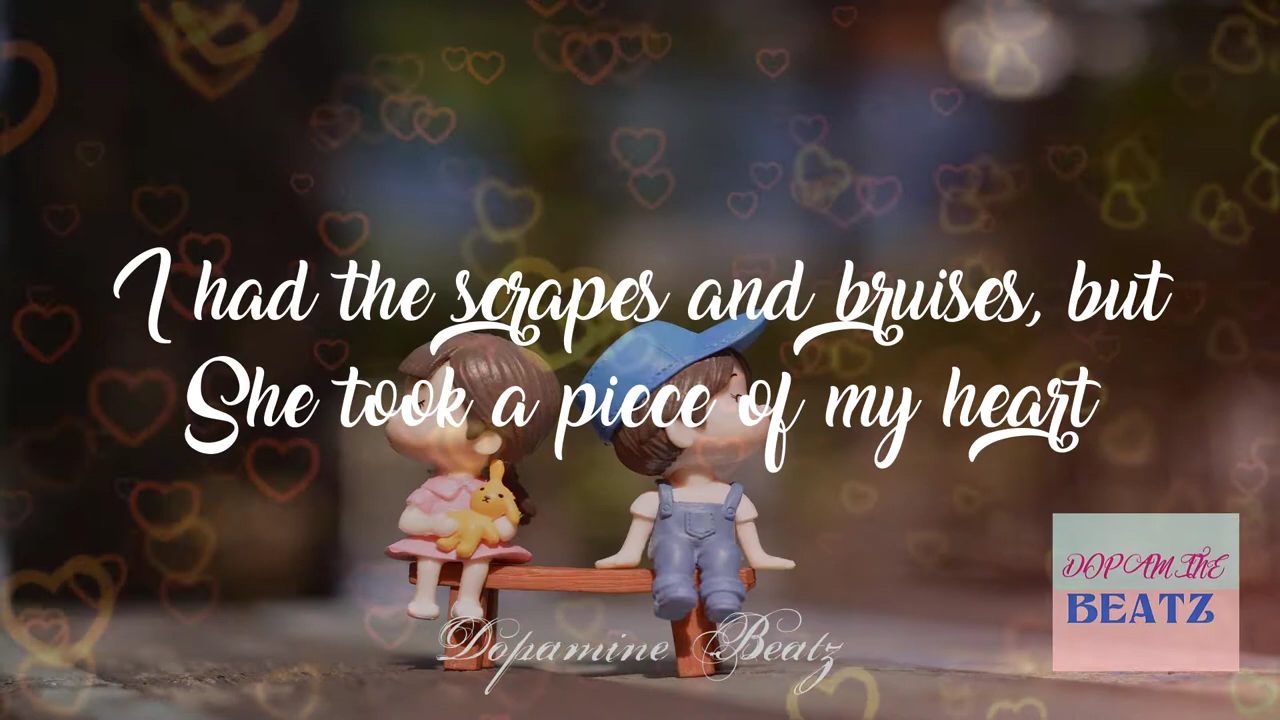 I had the scrapes and bruises, but
She took a piece of my heart
DOPAMINE
BEATZ
Dopamine Beatz